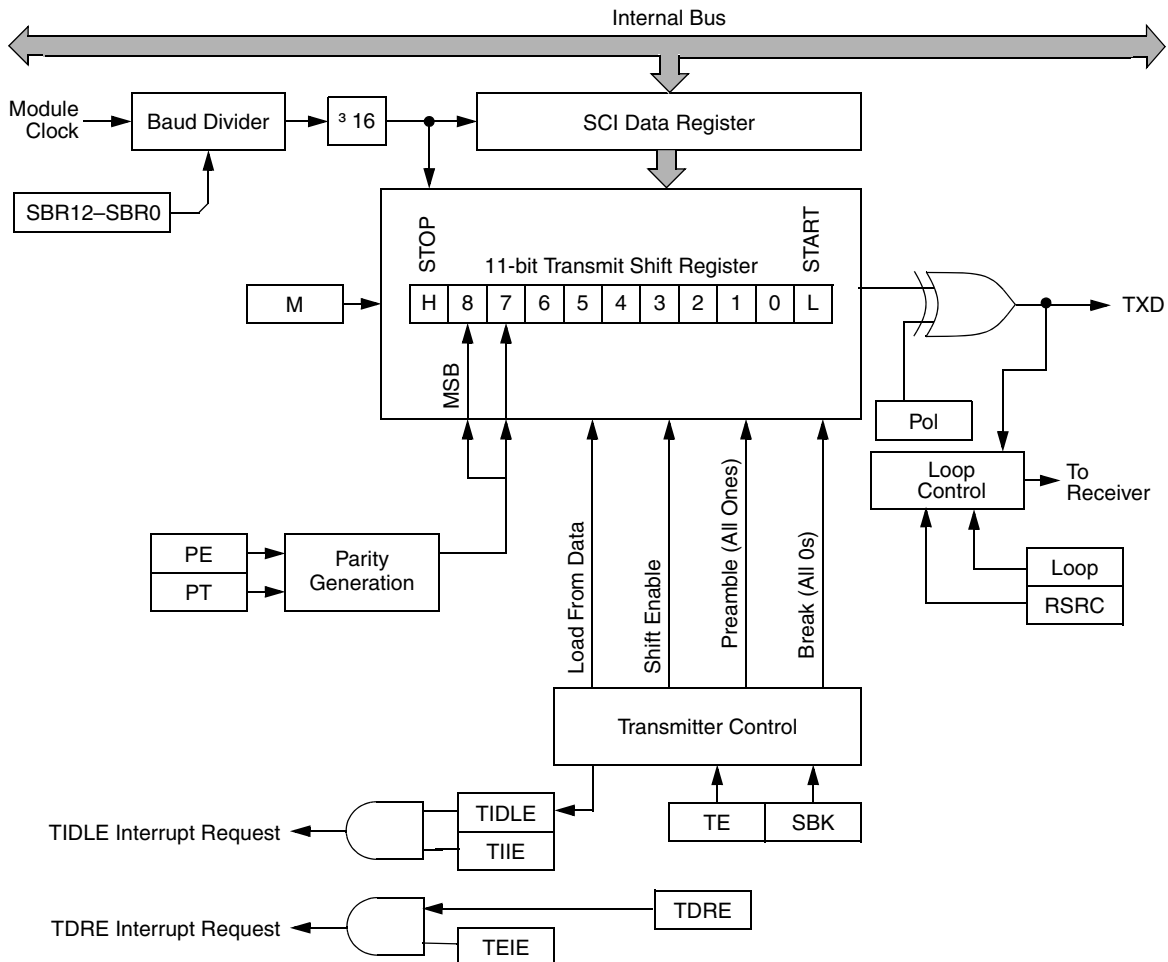 Internal Bus
Module
Clock
Baud Divider
³ 16
SCI Data Register
SBR12–SBR0
STOP
START
11-bit Transmit Shift Register
M
H 8 7 6 5 4 3 2 1 0 L
TXD
MSB
Pol
Loop
Control
To
Receiver
PE
PT
Parity
Generation
Load From Data
Shift Enable
Preamble (All Ones)
Break (All 0s)
Loop
RSRC
Transmitter Control
TIDLE Interrupt Request
TIDLE
TIIE
TE
SBK
TDRE Interrupt Request
TDRE
TEIE